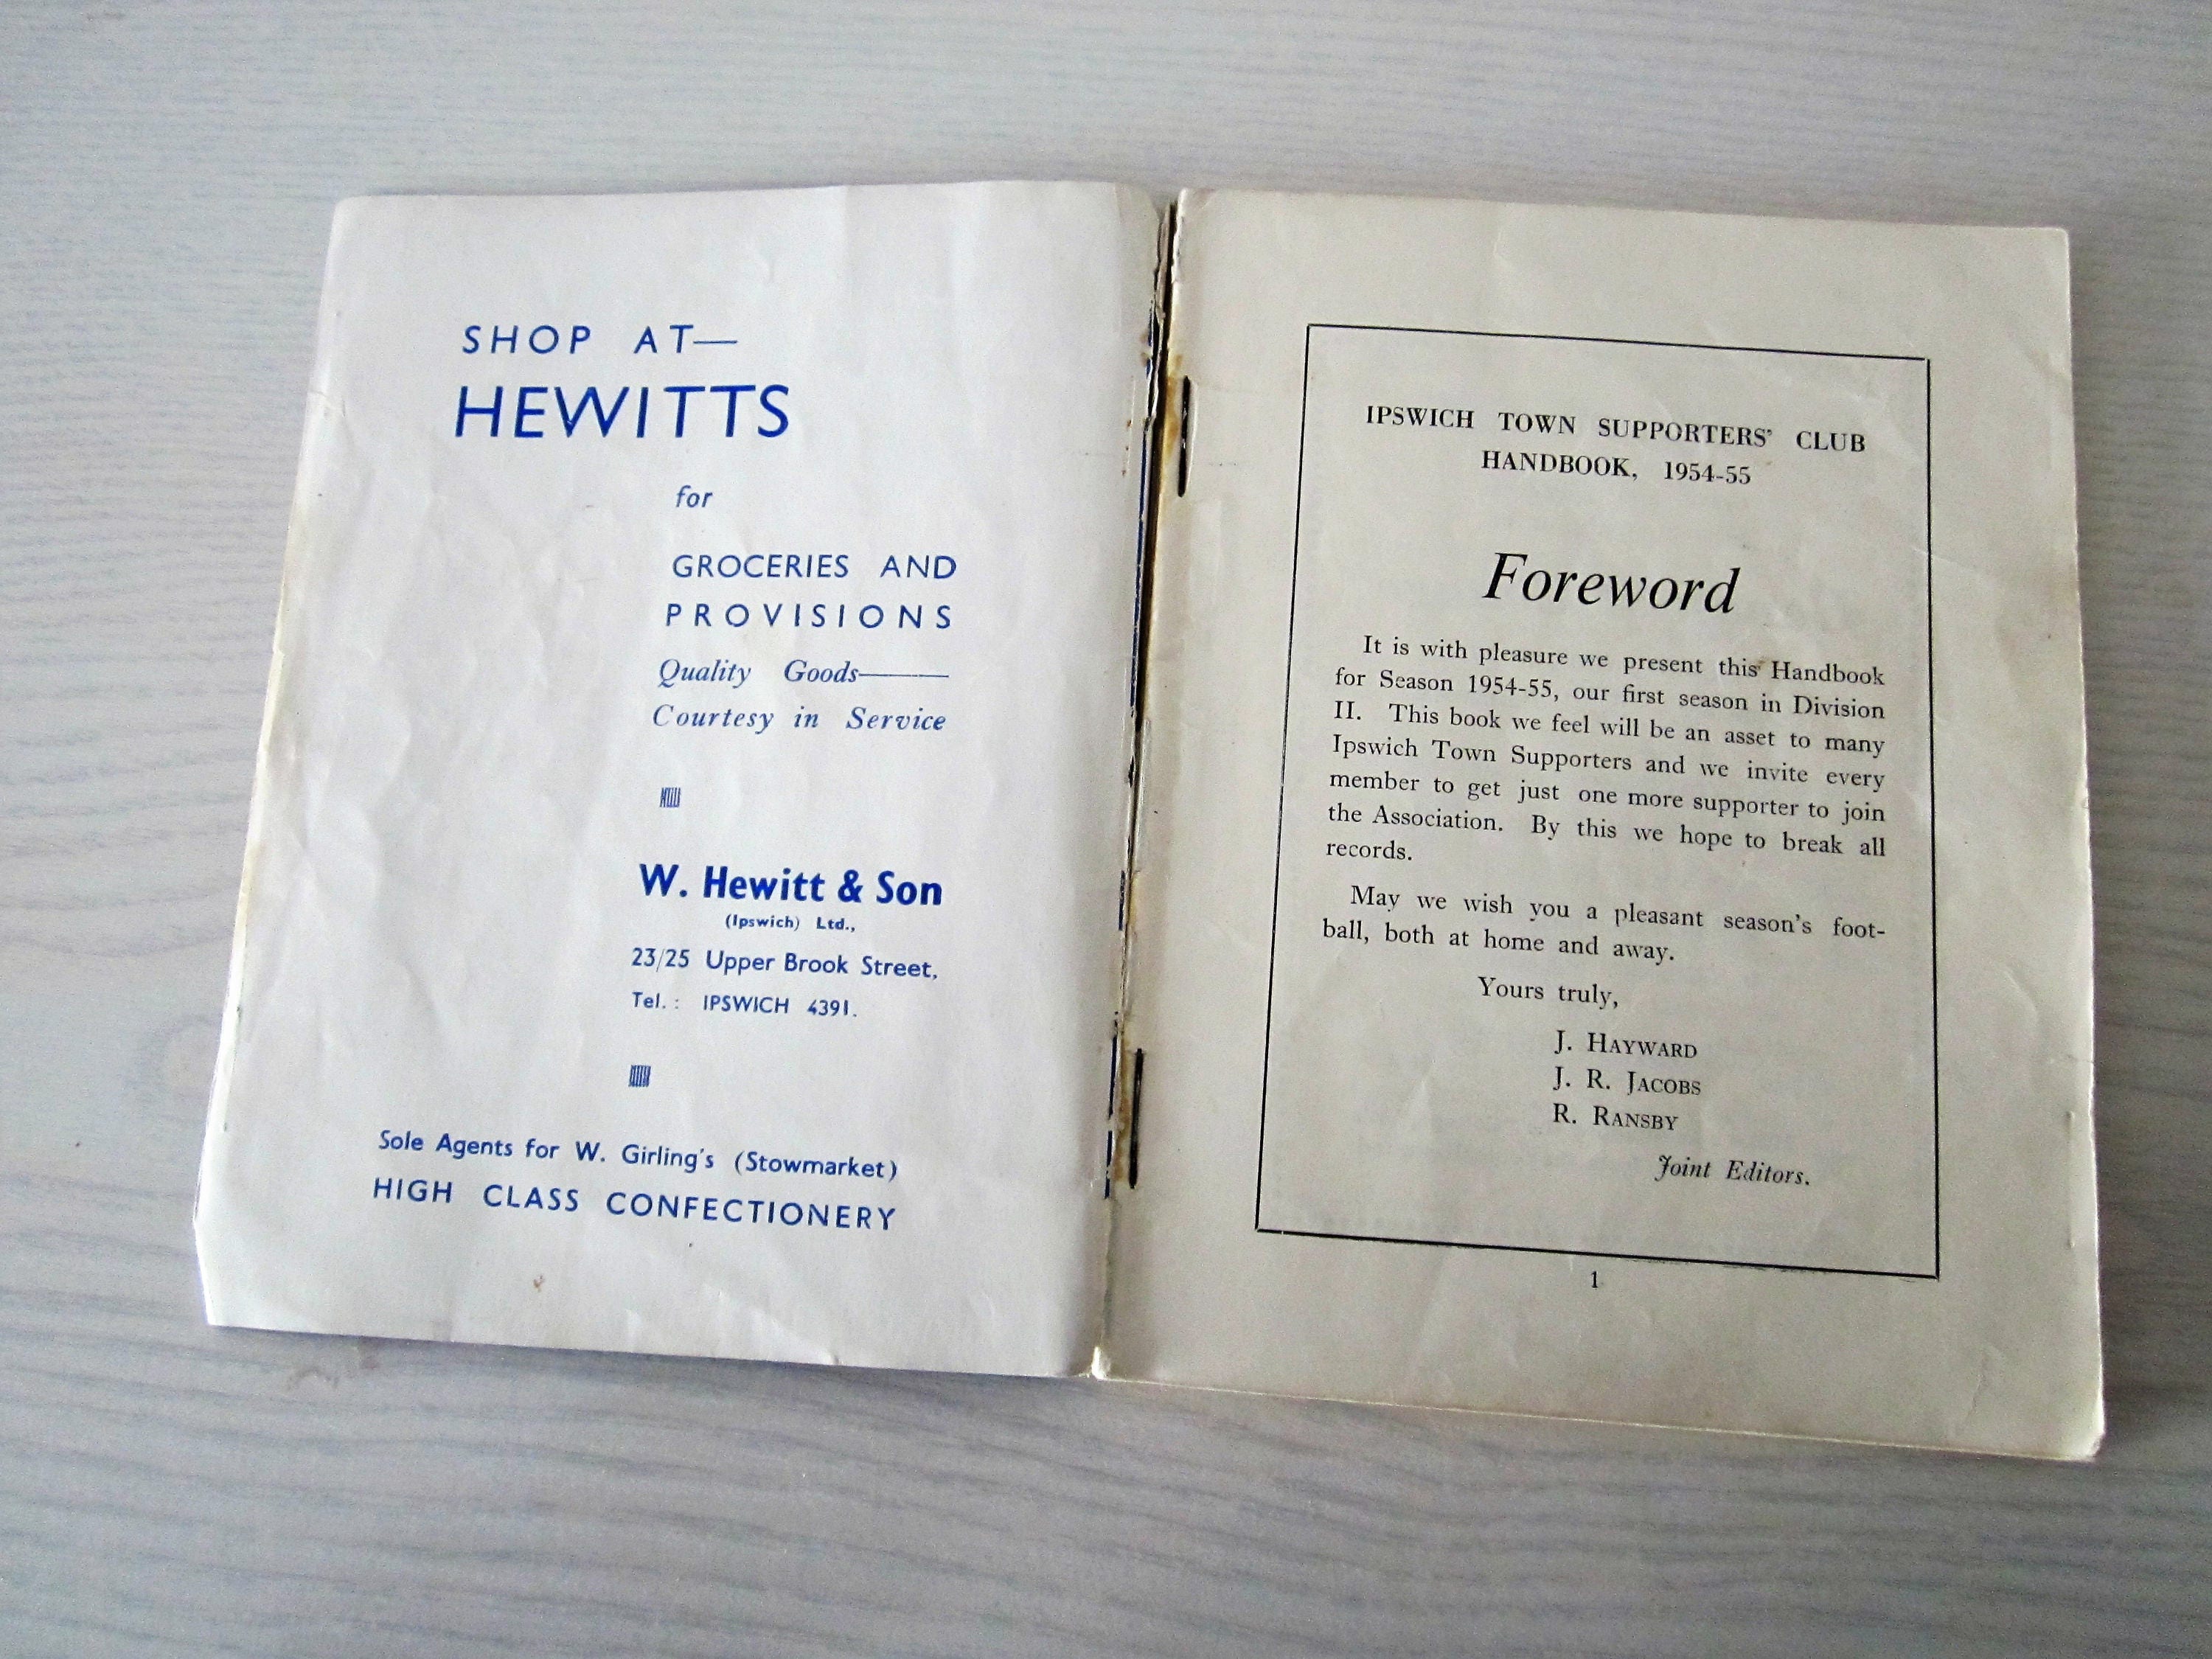 SHOP AT—
HEWITTS
for
GROCERIES AND
PROVISIONS
Quality Goods———
Courtesy in Service
W. Hewitt & Son
(Ipswich) Ltd.,
23/25 Upper Brook Street,
Tel. : IPSWICH 4391.
Sole Agents for W. Girling's (Stowmarket)
HIGH CLASS CONFECTIONERY
IPSWICH TOWN SUPPORTERS' CLUB
HANDBOOK, 1954-55
Foreword
It is with pleasure we present this Handbook
for Season 1954-55, our first season in Division
II. This book we feel will be an asset to many
Ipswich Town Supporters and we invite every
member to get just one more supporter to join
the Association. By this we hope to break all
records.
May we wish you a pleasant season's foot-
ball, both at home and away.
Yours truly,
J. HAYWARD
J. R. JACOBS
R. RANSBY
Joint Editors.
1